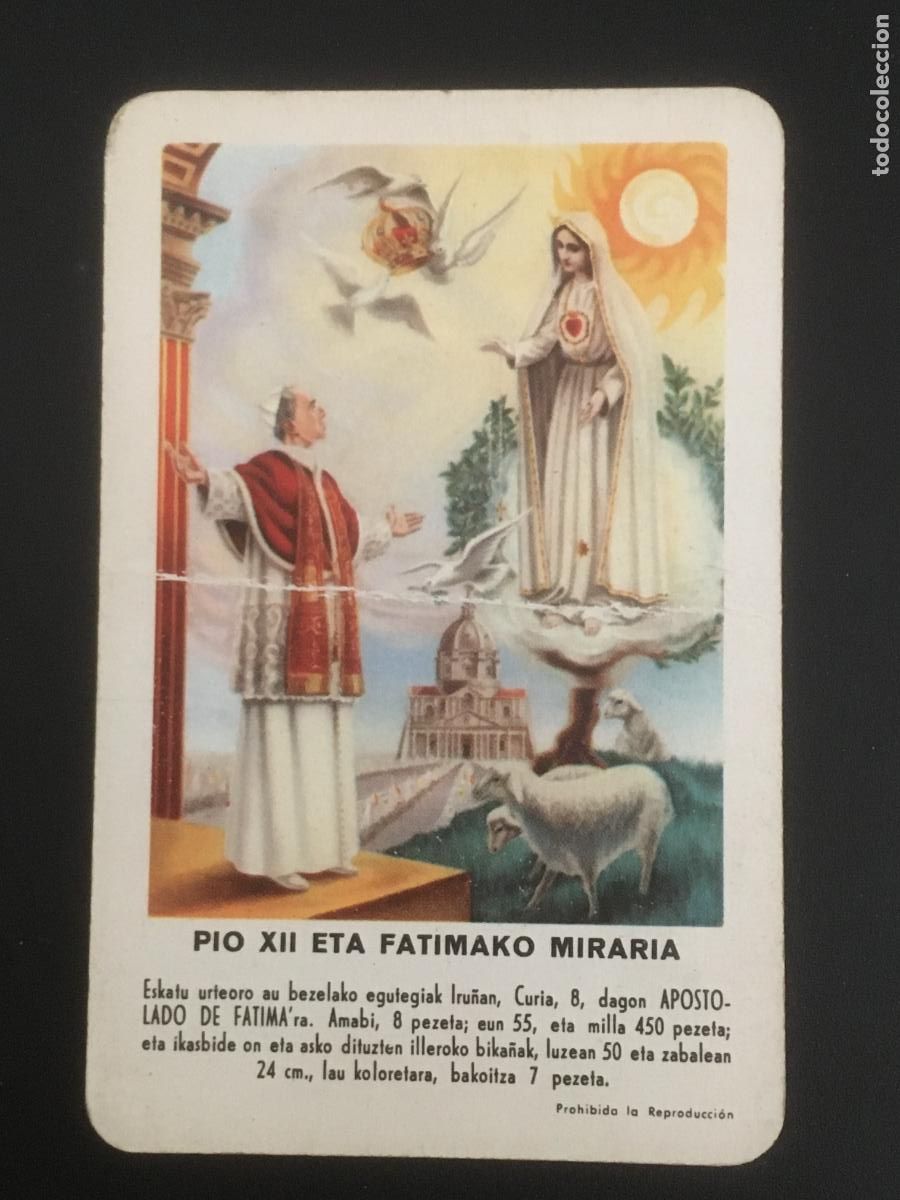 PIO XII ETA FATIMAKO MIRARIA
Eskatu urteoro au bezelako egutegiak Iruñan, Curia, 8, dagon APOSTO-
LADO DE FATIMA'ra. Amabi, 8 pezeta; eun 55, eta milla 450 pezeta;
eta ikasbide on eta asko dituzten illeroko bikañak, luzean 50 eta zabalean
24 cm., lau koloretara, bakoitza 7 pezeta.
Prohibida la Reproducción
todocoleccion